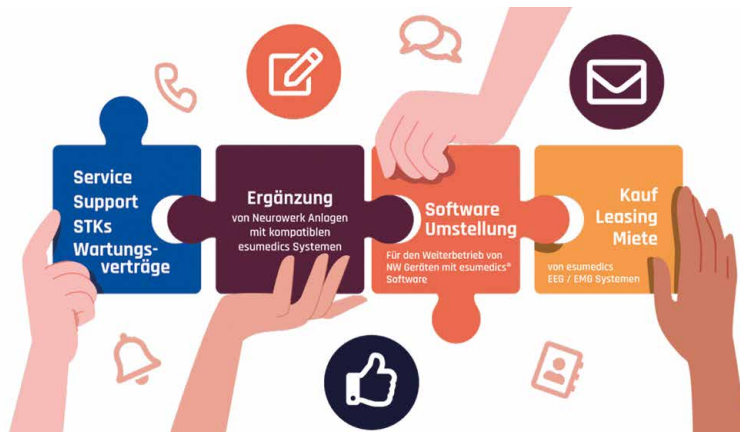 Service
Support
STKs
Wartungs-
verträge
Ergänzung
von Neurowerk Anlagen
mit kompatiblen
esumedics Systemen
Software
Umstellung
Für den Weiterbetrieb von
NW Geräten mit esumedics®
Software
Kauf
Leasing
Miete
von esumedics
EEG / EMG Systemen